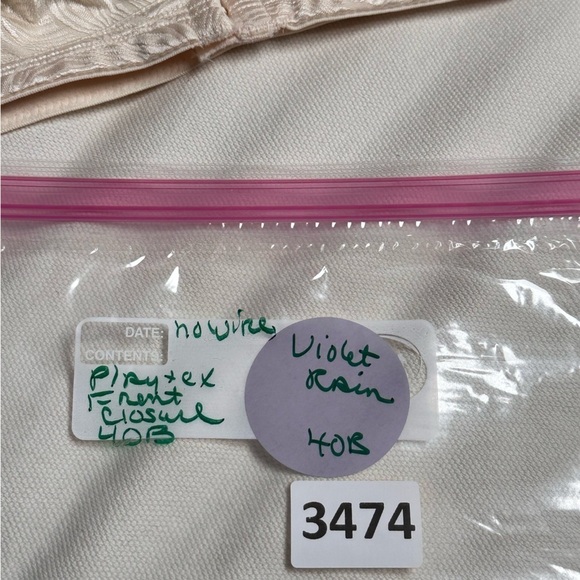 DATE: no wire
CONTENTS:
Playtex
Front
closure
40B
Violet
Rain
40B
3474